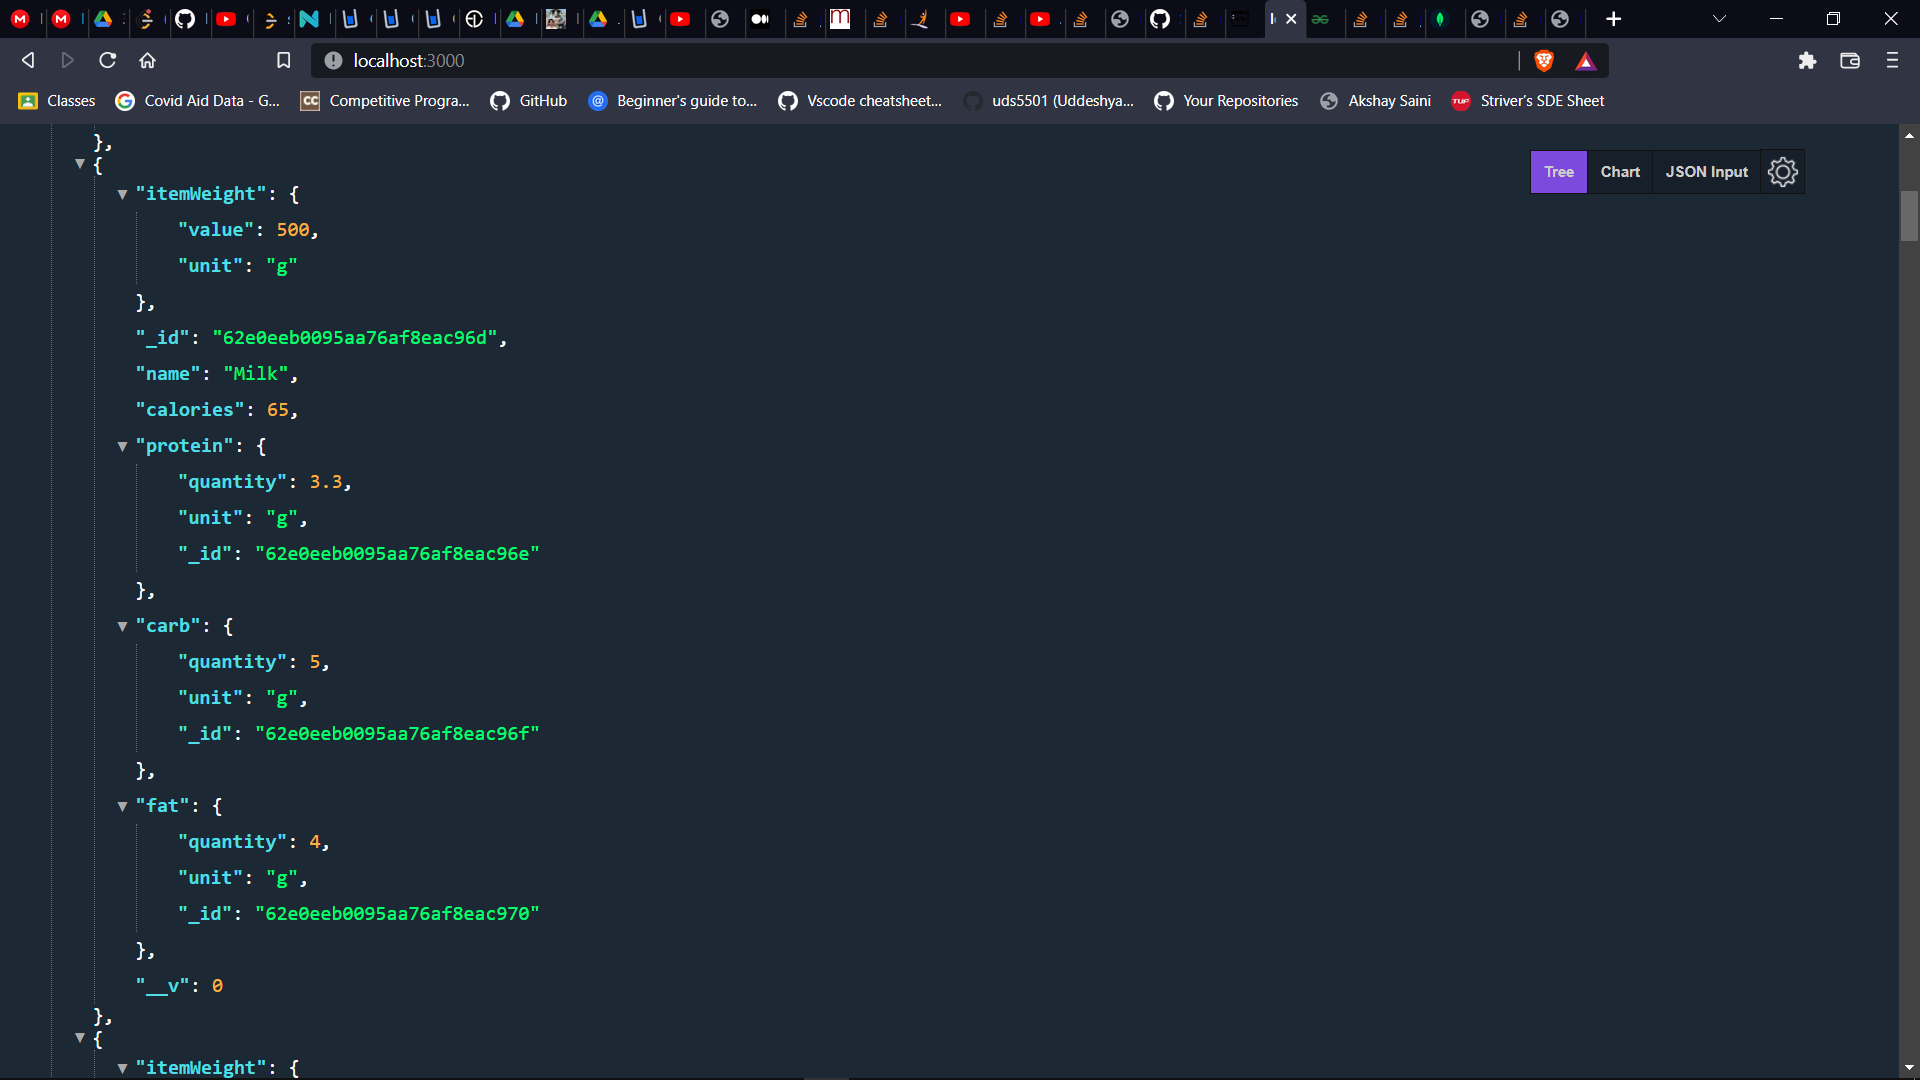 localhost:3000
Classes
Covid Aid Data - G...
Competitive Progra...
GitHub
Beginner's guide to...
Vscode cheatsheet...
uds5501 (Uddeshya...
Your Repositories
Akshay Saini
Striver's SDE Sheet
Tree
Chart
JSON Input
},
{
"itemWeight": {
"value": 500,
"unit": "g"
},
"_id": "62e0eeb0095aa76af8eac96d",
"name": "Milk",
"calories": 65,
"protein": {
"quantity": 3.3,
"unit": "g",
"_id": "62e0eeb0095aa76af8eac96e"
},
"carb": {
"quantity": 5,
"unit": "g",
"_id": "62e0eeb0095aa76af8eac96f"
},
"fat": {
"quantity": 4,
"unit": "g",
"_id": "62e0eeb0095aa76af8eac970"
},
"__v": 0
},
{
"itemWeight": {